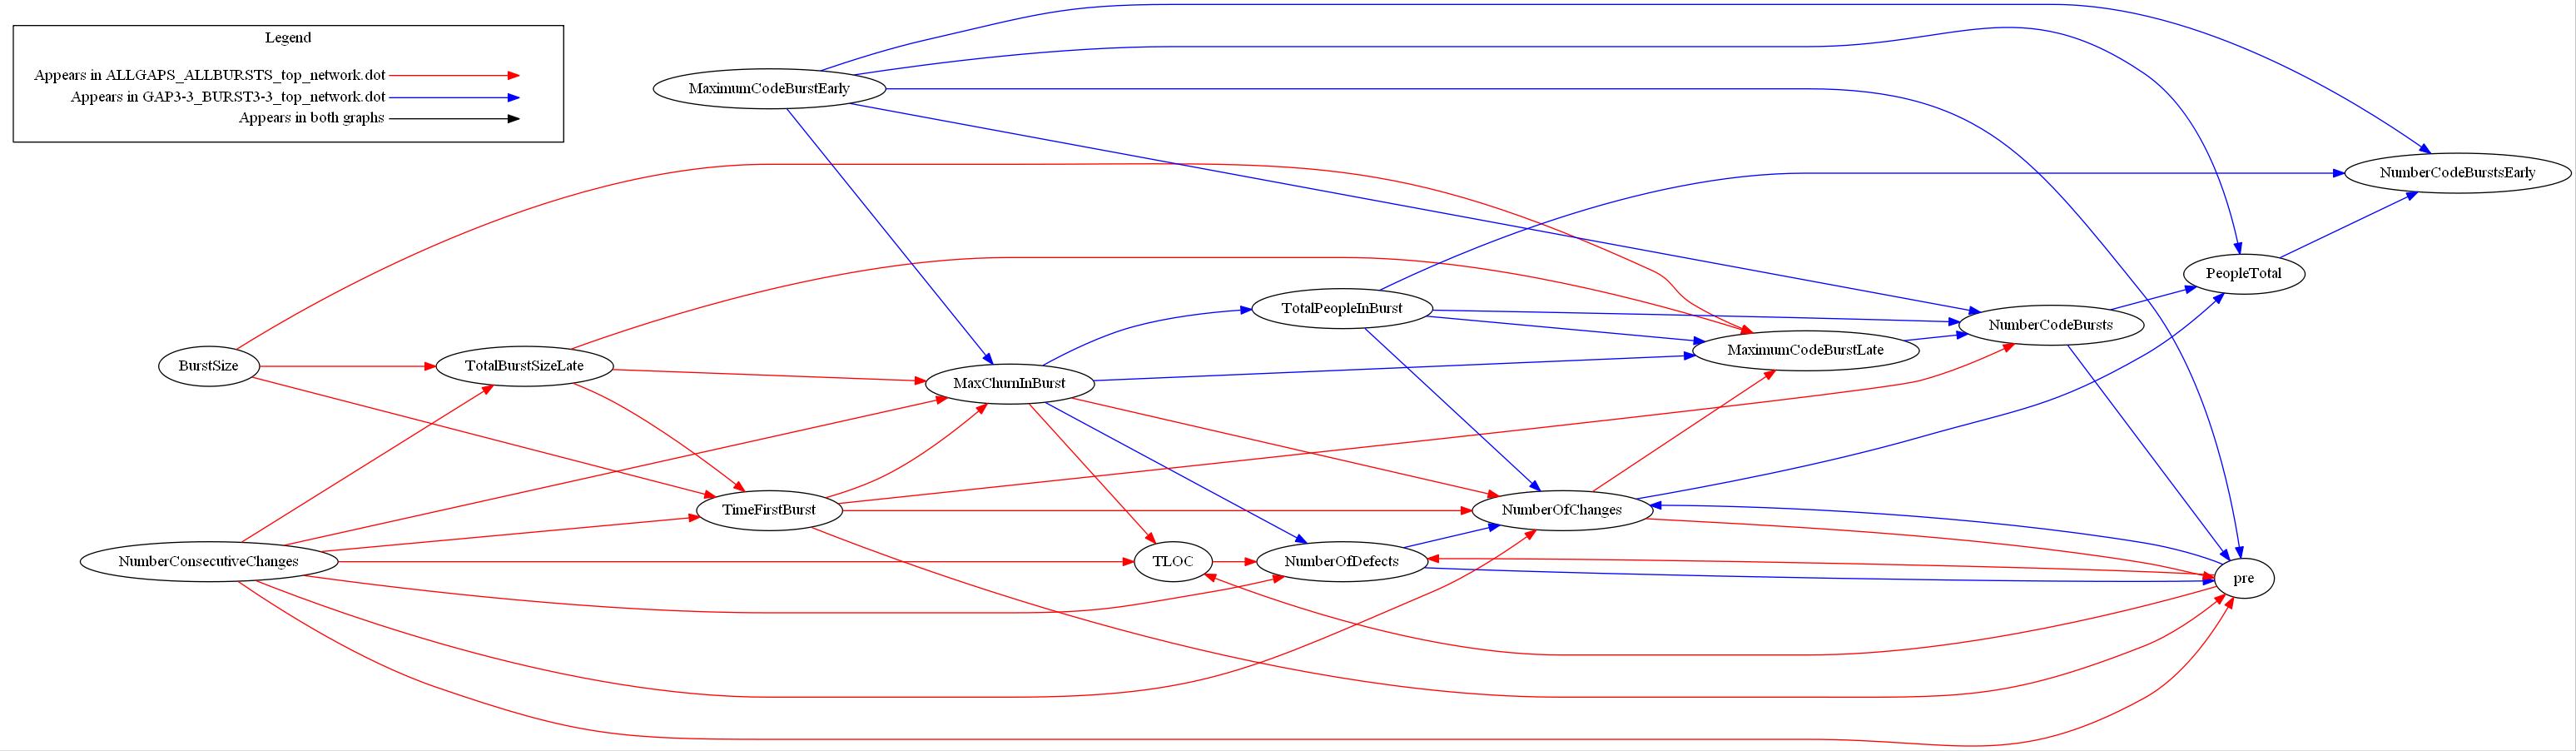 Legend
Appears in ALLGAPS_ALLBURSTS_top_network.dot
Appears in GAP3-3_BURST3-3_top_network.dot
Appears in both graphs
MaximumCodeBurstEarly
NumberCodeBurstsEarly
PeopleTotal
TotalPeopleInBurst
NumberCodeBursts
MaximumCodeBurstLate
BurstSize
TotalBurstSizeLate
MaxChurnInBurst
TimeFirstBurst
NumberOfChanges
NumberConsecutiveChanges
TLOC
NumberOfDefects
pre